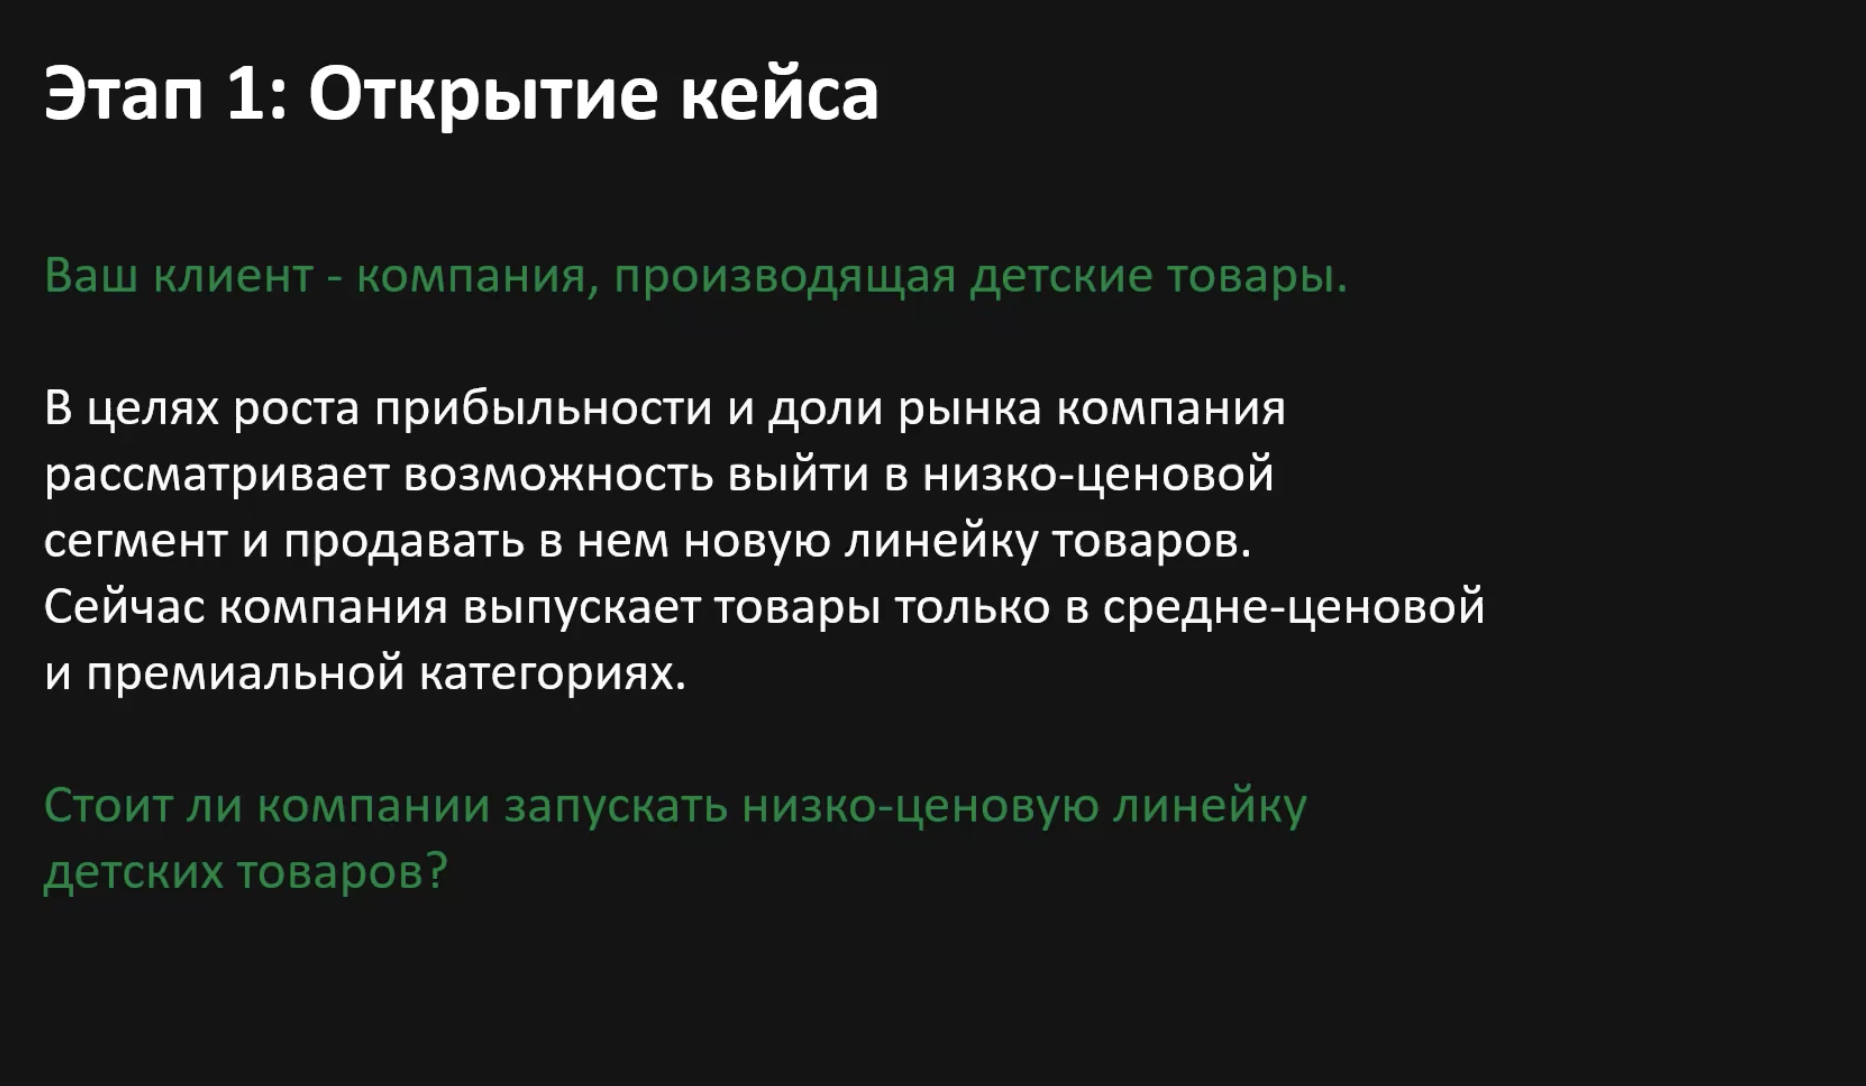 Этап 1: Открытие кейса
Ваш клиент - компания, производящая детские товары.
В целях роста прибыльности и доли рынка компания
рассматривает возможность выйти в низко-ценовой
сегмент и продавать в нем новую линейку товаров.
Сейчас компания выпускает товары только в средне-ценовой
и премиальной категориях.
Стоит ли компании запускать низко-ценовую линейку
детских товаров?